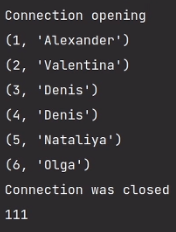 Connection opening
(1, 'Alexander')
(2, 'Valentina')
(3, 'Denis')
(4, 'Denis')
(5, 'Nataliya')
(6, 'Olga')
Connection was closed
111